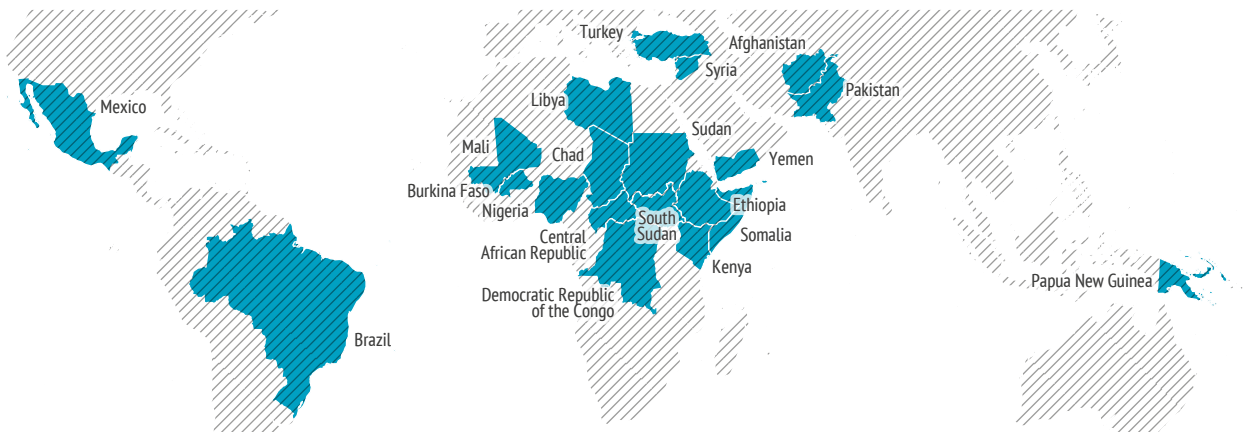 Turkey
Afghanistan
Syria
Pakistan
Mexico
Libya
Sudan
Mali
Chad
Yemen
Burkina Faso
Nigeria
Ethiopia
South
Sudan
Central
African Republic
Somalia
Kenya
Papua New Guinea
Democratic Republic
of the Congo
Brazil